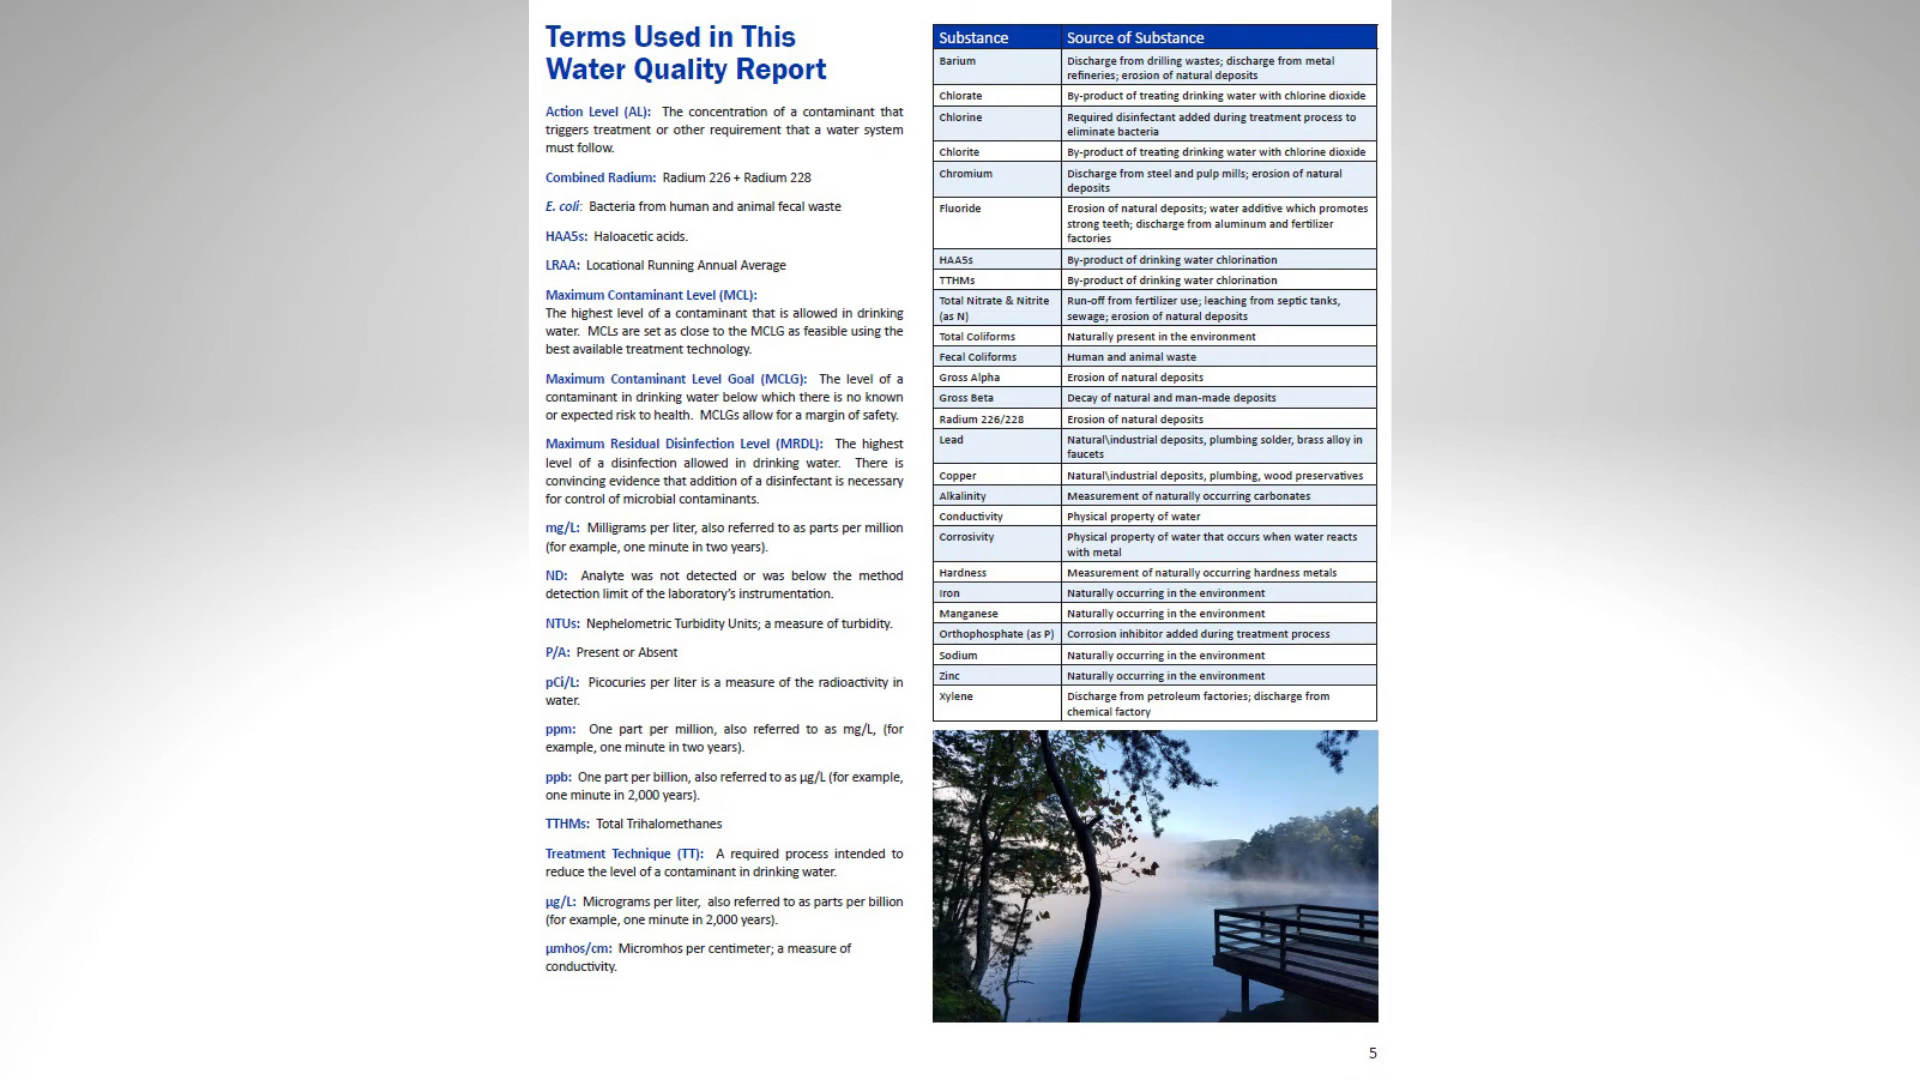 Terms Used in This
Water Quality Report
Action Level (AL): The concentration of a contaminant that
triggers treatment or other requirement that a water system
must follow.
Combined Radium: Radium 226 + Radium 228
E. coli: Bacteria from human and animal fecal waste
HAA5s: Haloacetic acids.
LRAA: Locational Running Annual Average
Maximum Contaminant Level (MCL):
The highest level of a contaminant that is allowed in drinking
water. MCLs are set as close to the MCLG as feasible using the
best available treatment technology.
Maximum Contaminant Level Goal (MCLG): The level of a
contaminant in drinking water below which there is no known
or expected risk to health. MCLGs allow for a margin of safety.
Maximum Residual Disinfection Level (MRDL): The highest
level of a disinfection allowed in drinking water. There is
convincing evidence that addition of a disinfectant is necessary
for control of microbial contaminants.
mg/L: Milligrams per liter, also referred to as parts per million
(for example, one minute in two years).
ND: Analyte was not detected or was below the method
detection limit of the laboratory's instrumentation.
NTUs: Nephelometric Turbidity Units; a measure of turbidity.
P/A: Present or Absent
pCi/L: Picocuries per liter is a measure of the radioactivity in
water.
ppm: One part per million, also referred to as mg/L, (for
example, one minute in two years).
ppb: One part per billion, also referred to as µg/L (for example,
one minute in 2,000 years).
TTHMs: Total Trihalomethanes
Treatment Technique (TT): A required process intended to
reduce the level of a contaminant in drinking water.
µg/L: Micrograms per liter, also referred to as parts per billion
(for example, one minute in 2,000 years).
µmhos/cm: Micromhos per centimeter; a measure of
conductivity.
Substance Source of Substance
Barium Discharge from drilling wastes; discharge from metal
refineries; erosion of natural deposits
Chlorate By-product of treating drinking water with chlorine dioxide
Chlorine Required disinfectant added during treatment process to
eliminate bacteria
Chlorite By-product of treating drinking water with chlorine dioxide
Chromium Discharge from steel and pulp mills; erosion of natural
deposits
Fluoride Erosion of natural deposits; water additive which promotes
strong teeth; discharge from aluminum and fertilizer
factories
HAA5s By-product of drinking water chlorination
TTHMs By-product of drinking water chlorination
Total Nitrate & Nitrite Run-off from fertilizer use; leaching from septic tanks,
(as N) sewage; erosion of natural deposits
Total Coliforms Naturally present in the environment
Fecal Coliforms Human and animal waste
Gross Alpha Erosion of natural deposits
Gross Beta Decay of natural and man-made deposits
Radium 226/228 Erosion of natural deposits
Lead Natural\industrial deposits, plumbing solder, brass alloy in
faucets
Copper Natural\industrial deposits, plumbing, wood preservatives
Alkalinity Measurement of naturally occurring carbonates
Conductivity Physical property of water
Corrosivity Physical property of water that occurs when water reacts
with metal
Hardness Measurement of naturally occurring hardness metals
Iron Naturally occurring in the environment
Manganese Naturally occurring in the environment
Orthophosphate (as P) Corrosion inhibitor added during treatment process
Sodium Naturally occurring in the environment
Zinc Naturally occurring in the environment
Xylene Discharge from petroleum factories; discharge from
chemical factory
5